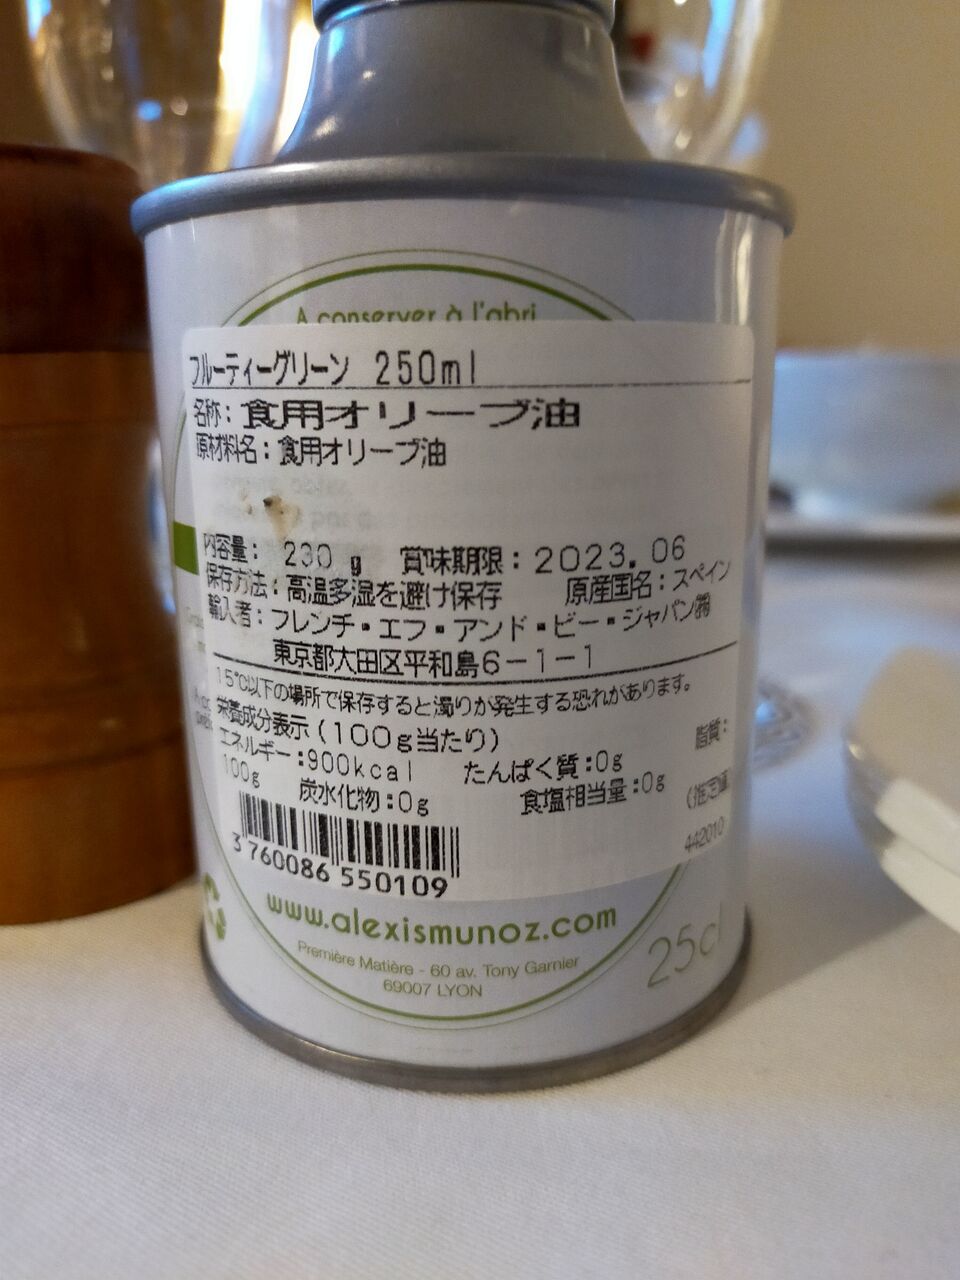 A conserver à l'abri
フルーティーグリーン 250ml
名称：食用オリーブ油
原材料名：食用オリーブ油
内容量： 230 g 賞味期限：2023.06
保存方法：高温多湿を避け保存 原産国名：スペイン
輸入者：フレンチ・エフ・アンド・ビー・ジャパン㈱
東京都大田区平和島6－1－1
15℃以下の場所で保存すると濁りが発生する恐れがあります。
栄養成分表示（100g当たり）
エネルギー：900kcal たんぱく質：0g 脂質：
100g 炭水化物：0g 食塩相当量：0g （推定値
442010
3 760086 550109
www.alexismunoz.com
Première Matière - 60 av. Tony Garnier
69007 LYON
25cl